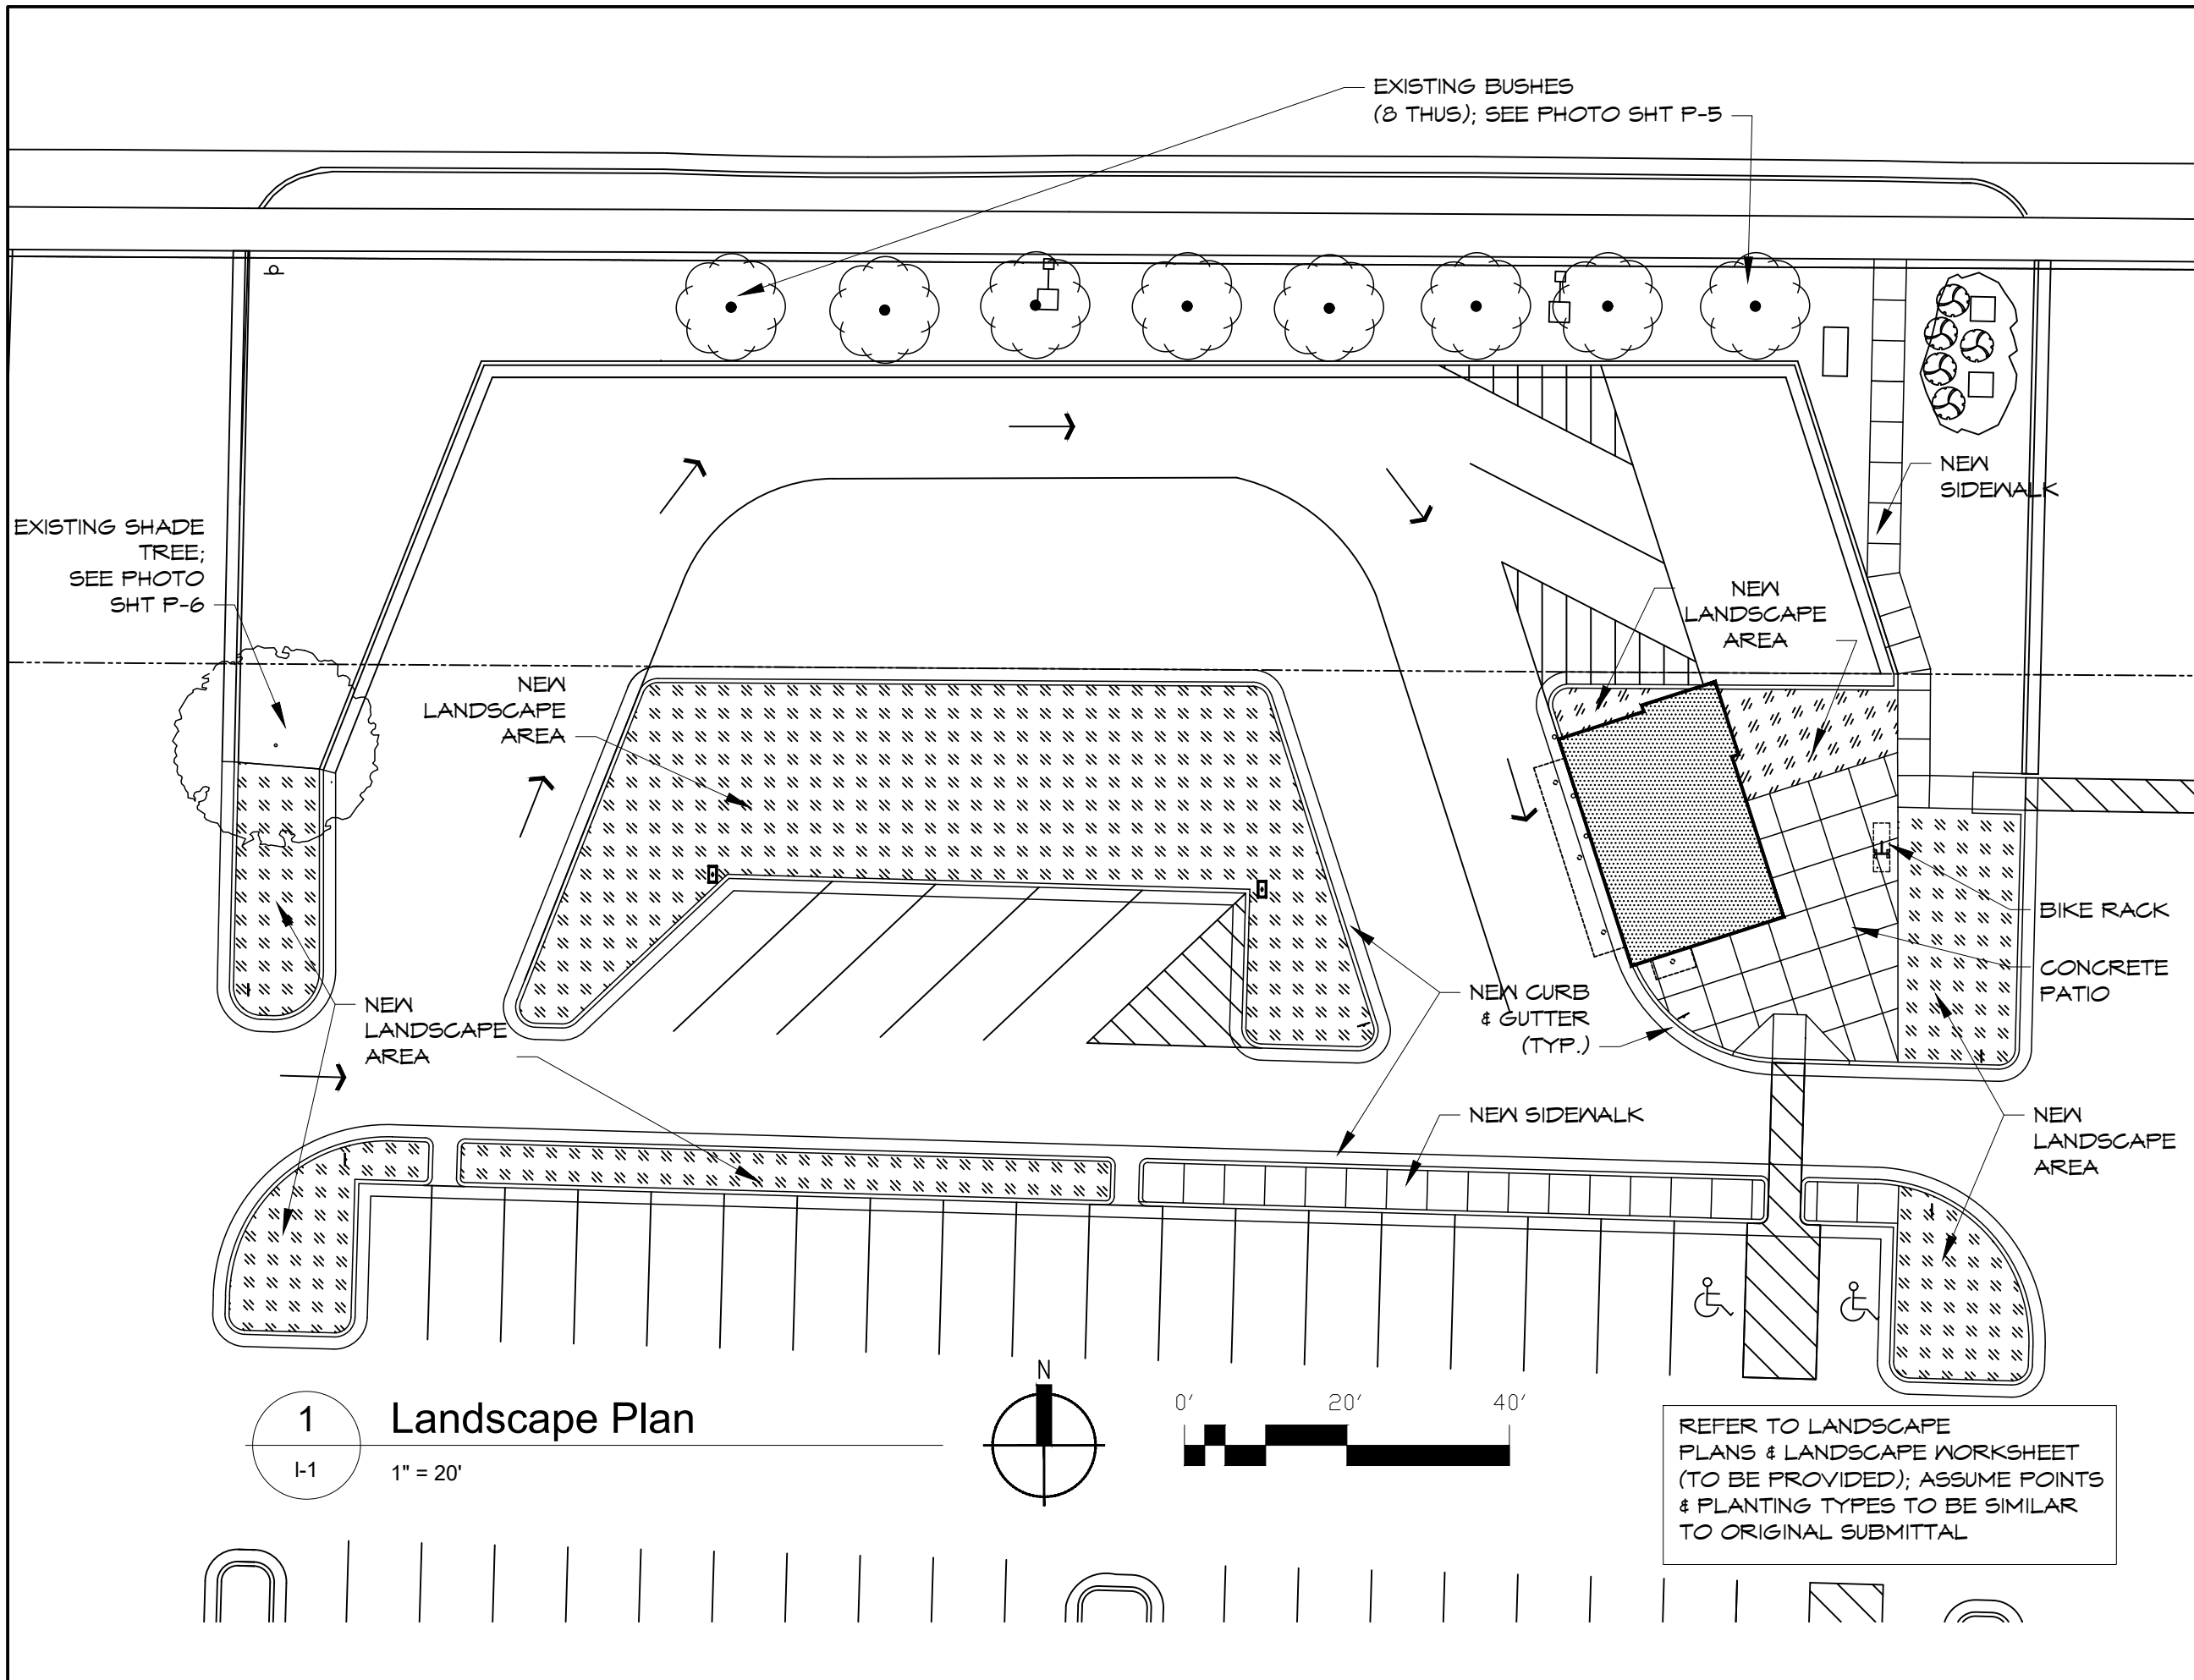 EXISTING BUSHES
(8 THUS); SEE PHOTO SHT P-5
NEW
SIDEWALK
EXISTING SHADE
TREE;
SEE PHOTO
SHT P-6
NEW
LANDSCAPE
AREA
NEW
LANDSCAPE
AREA
BIKE RACK
CONCRETE
PATIO
NEW CURB
& GUTTER
(TYP.)
NEW
LANDSCAPE
AREA
NEW SIDEWALK
NEW
LANDSCAPE
AREA
1
I-1
Landscape Plan
1" = 20'
N
0'
20'
40'
REFER TO LANDSCAPE
PLANS & LANDSCAPE WORKSHEET
(TO BE PROVIDED); ASSUME POINTS
& PLANTING TYPES TO BE SIMILAR
TO ORIGINAL SUBMITTAL